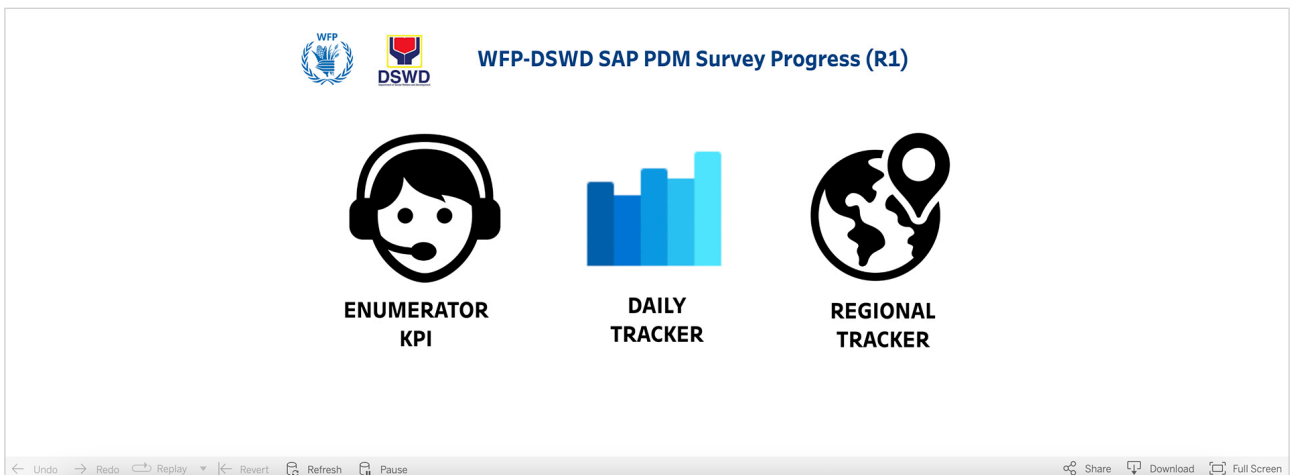 WFP
DSWD
WFP-DSWD SAP PDM Survey Progress (R1)
ENUMERATOR
KPI
DAILY
TRACKER
REGIONAL
TRACKER
Undo
Redo
Replay
Revert
Refresh
Pause
Share
Download
Full Screen